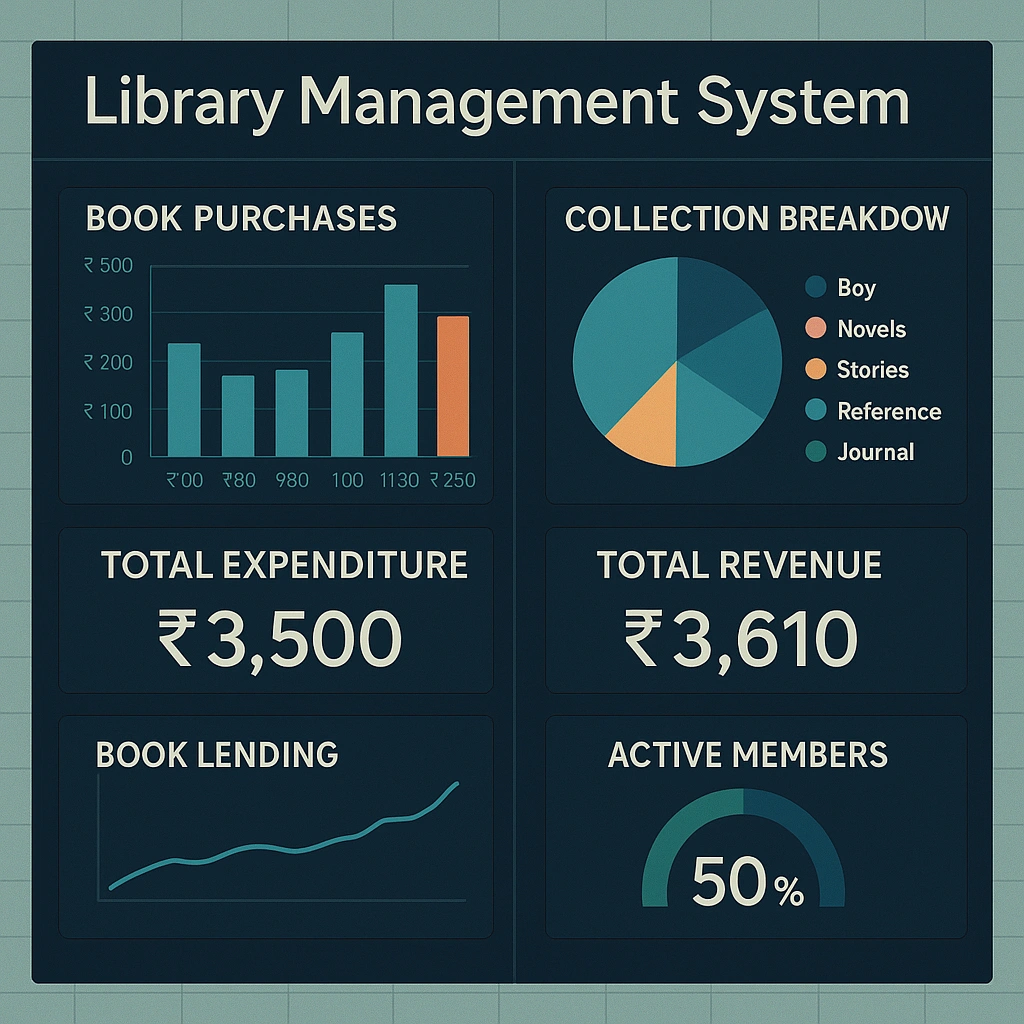 Library Management System
BOOK PURCHASES
₹ 500
₹ 300
₹ 200
₹ 100
0
₹'00 ₹80 980 100 1130 ₹ 250
COLLECTION BREAKDOW
Boy
Novels
Stories
Reference
Journal
TOTAL EXPENDITURE
₹3,500
TOTAL REVENUE
₹3,610
BOOK LENDING
ACTIVE MEMBERS
50%